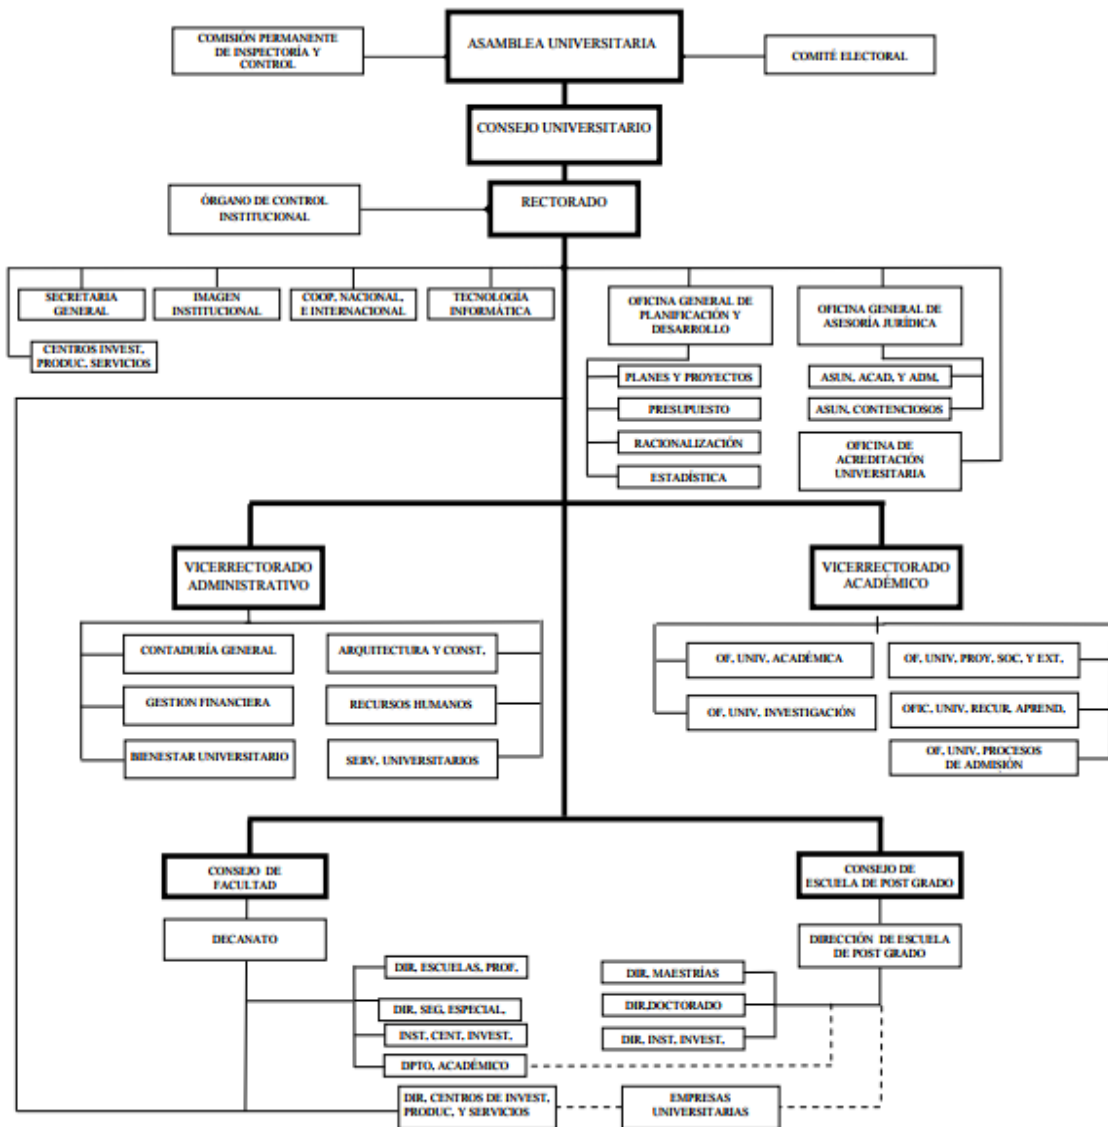 COMISIÓN PERMANENTE
DE INSPECTORÍA Y
CONTROL
ASAMBLEA UNIVERSITARIA
COMITÉ ELECTORAL
CONSEJO UNIVERSITARIO
ÓRGANO DE CONTROL
INSTITUCIONAL
RECTORADO
SECRETARIA
GENERAL
IMAGEN
INSTITUCIONAL
COOP. NACIONAL,
E INTERNACIONAL
TECNOLOGÍA
INFORMÁTICA
OFICINA GENERAL DE
PLANIFICACIÓN Y
DESARROLLO
OFICINA GENERAL DE
ASESORÍA JURÍDICA
CENTROS INVEST,
PRODUC, SERVICIOS
PLANES Y PROYECTOS
PRESUPUESTO
RACIONALIZACIÓN
ESTADÍSTICA
ASUN, ACAD, Y ADM,
ASUN, CONTENCIOSOS
OFICINA DE
ACREDITACIÓN
UNIVERSITARIA
VICERRECTORADO
ADMINISTRATIVO
VICERRECTORADO
ACADÉMICO
CONTADURÍA GENERAL
ARQUITECTURA Y CONST,
GESTION FINANCIERA
RECURSOS HUMANOS
BIENESTAR UNIVERSITARIO
SERV, UNIVERSITARIOS
OF, UNIV, ACADÉMICA
OF, UNIV, PROY, SOC, Y EXT,
OF, UNIV, INVESTIGACIÓN
OFIC, UNIV, RECUR, APREND,
OF, UNIV, PROCESOS
DE ADMISIÓN
CONSEJO DE
FACULTAD
CONSEJO DE
ESCUELA DE POST GRADO
DECANATO
DIRECCIÓN DE ESCUELA
DE POST GRADO
DIR, ESCUELAS, PROF,
DIR, SEG, ESPECIAL,
INST, CENT, INVEST,
DPTO, ACADÉMICO
DIR, MAESTRÍAS
DIR,DOCTORADO
DIR, INST, INVEST,
DIR, CENTROS DE INVEST,
PRODUC, Y SERVICIOS
EMPRESAS
UNIVERSITARIAS